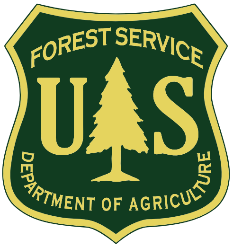 FOREST SERVICE
U S
DEPARTMENT OF AGRICULTURE